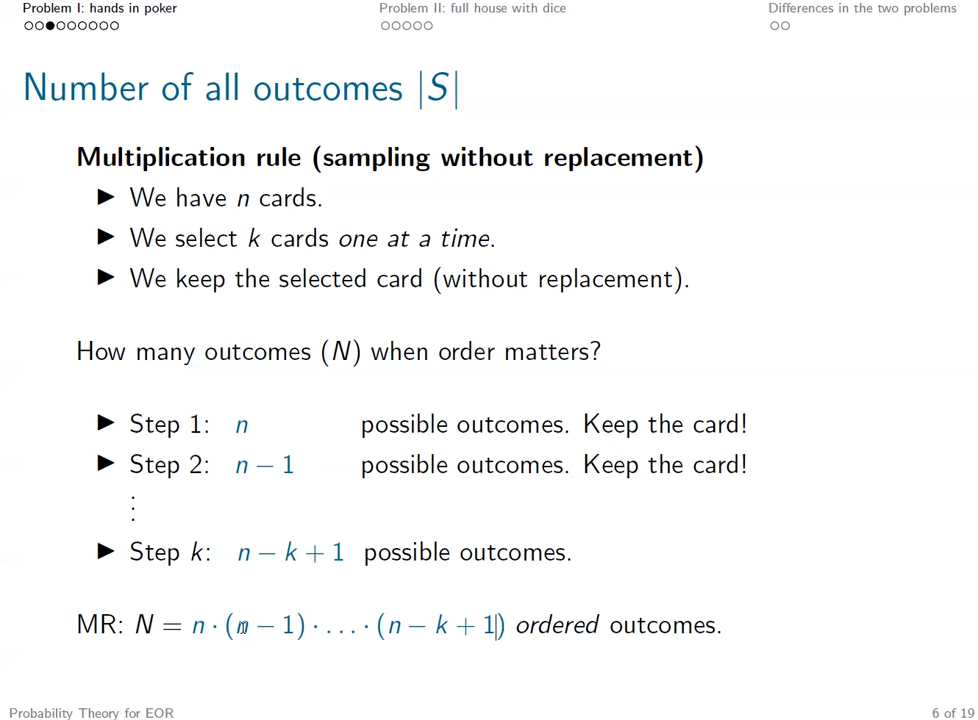 Problem I: hands in poker Problem II: full house with dice Differences in the two problems
Number of all outcomes |S|
Multiplication rule (sampling without replacement)
▶ We have n cards.
▶ We select k cards one at a time.
▶ We keep the selected card (without replacement).
How many outcomes (N) when order matters?
▶ Step 1: n possible outcomes. Keep the card!
▶ Step 2: n − 1 possible outcomes. Keep the card!
⋮
▶ Step k: n − k + 1 possible outcomes.
MR: N = n · (n − 1) · . . . · (n − k + 1) ordered outcomes.
Probability Theory for EOR 6 of 19